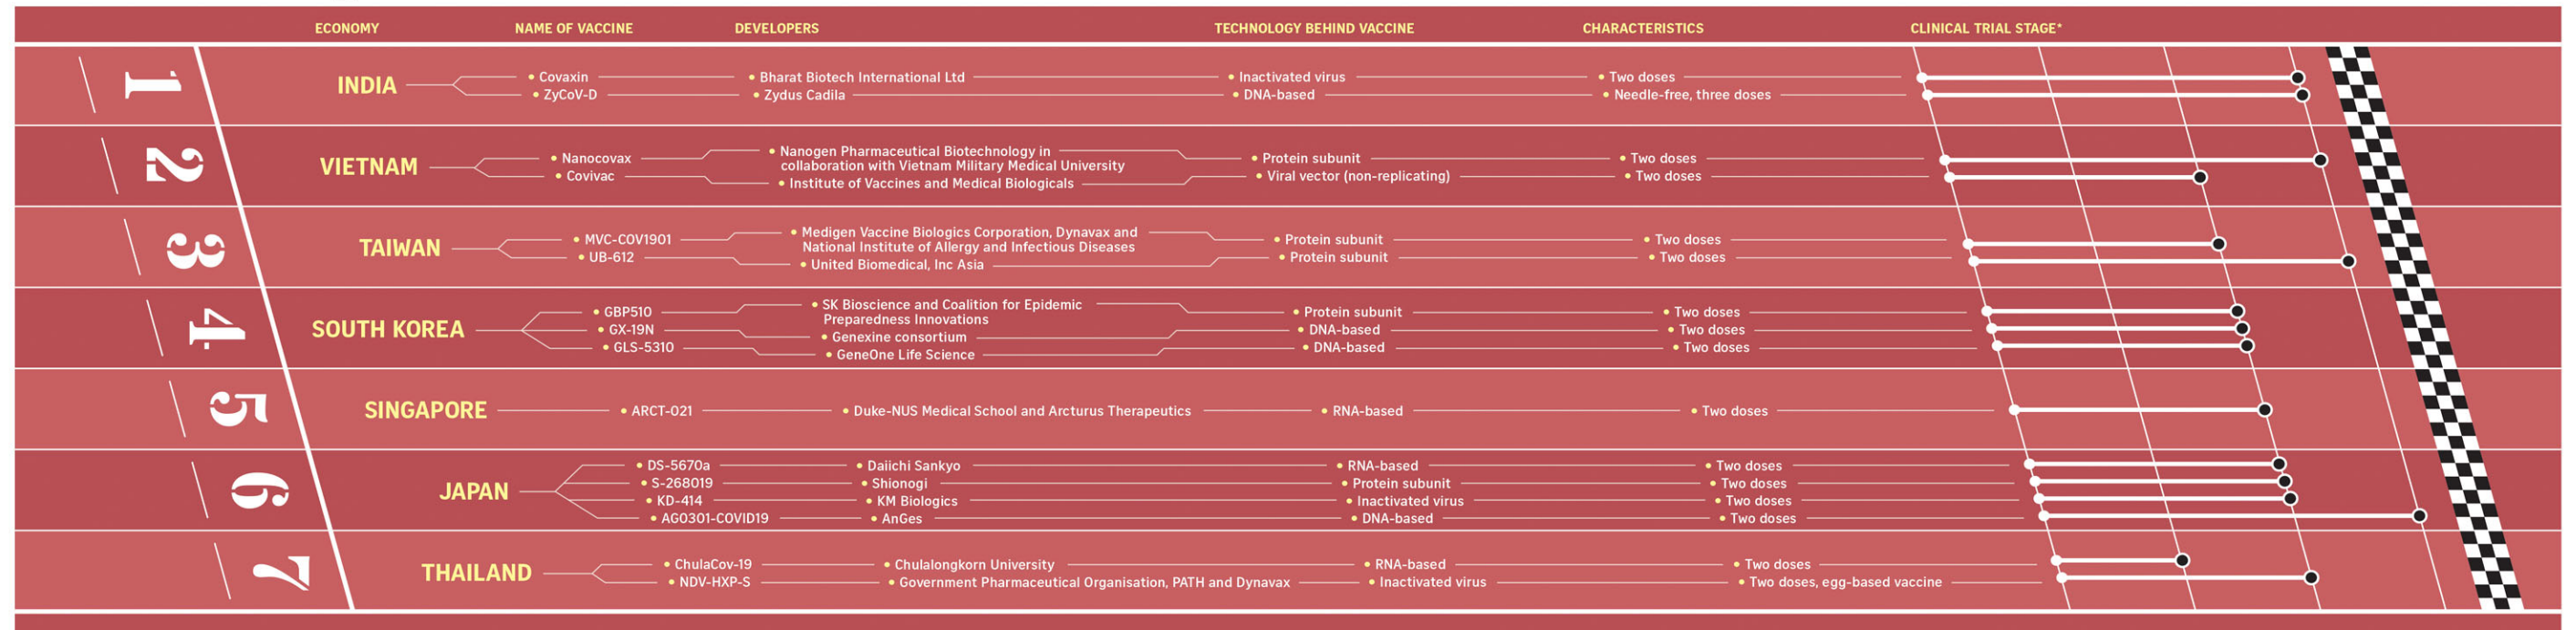 ECONOMY NAME OF VACCINE DEVELOPERS TECHNOLOGY BEHIND VACCINE CHARACTERISTICS CLINICAL TRIAL STAGE*
1 INDIA
Covaxin Bharat Biotech International Ltd Inactivated virus Two doses
ZyCoV-D Zydus Cadila DNA-based Needle-free, three doses
2 VIETNAM
Nanocovax Nanogen Pharmaceutical Biotechnology in
collaboration with Vietnam Military Medical University Protein subunit Two doses
Covivac Institute of Vaccines and Medical Biologicals Viral vector (non-replicating) Two doses
3 TAIWAN
MVC-COV1901 Medigen Vaccine Biologics Corporation, Dynavax and
National Institute of Allergy and Infectious Diseases Protein subunit Two doses
UB-612 United Biomedical, Inc Asia Protein subunit Two doses
4 SOUTH KOREA
GBP510 SK Bioscience and Coalition for Epidemic
Preparedness Innovations Protein subunit Two doses
GX-19N Genexine consortium DNA-based Two doses
GLS-5310 GeneOne Life Science DNA-based Two doses
5 SINGAPORE
ARCT-021 Duke-NUS Medical School and Arcturus Therapeutics RNA-based Two doses
6 JAPAN
DS-5670a Daiichi Sankyo RNA-based Two doses
S-268019 Shionogi Protein subunit Two doses
KD-414 KM Biologics Inactivated virus Two doses
AG0301-COVID19 AnGes DNA-based Two doses
7 THAILAND
ChulaCov-19 Chulalongkorn University RNA-based Two doses
NDV-HXP-S Government Pharmaceutical Organisation, PATH and Dynavax Inactivated virus Two doses, egg-based vaccine